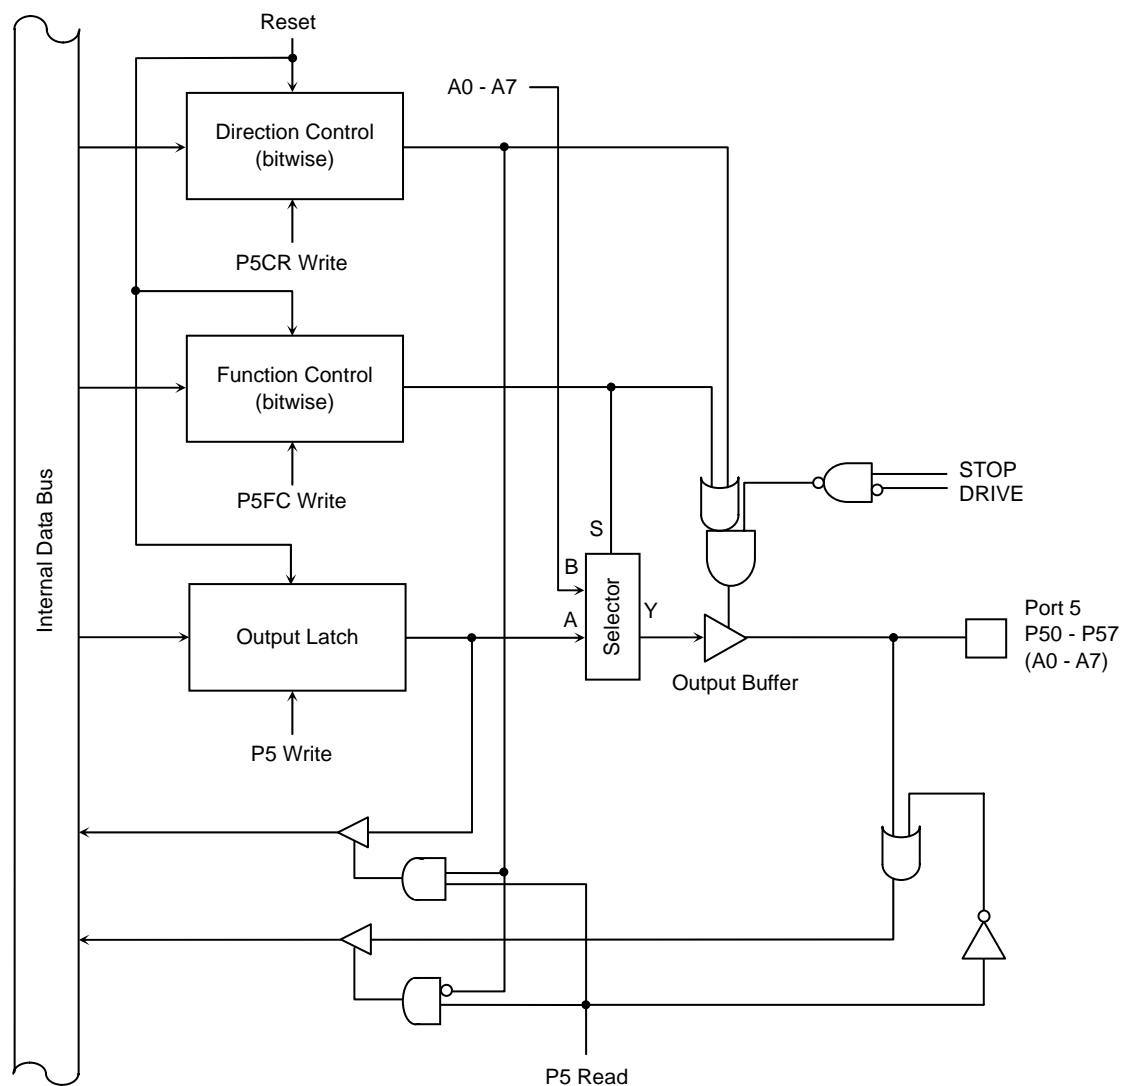 Reset
A0 - A7
Direction Control
(bitwise)
P5CR Write
Function Control
(bitwise)
P5FC Write
STOP
DRIVE
Internal Data Bus
S
B
A
Selector
Y
Output Latch
Output Buffer
Port 5
P50 - P57
(A0 - A7)
P5 Write
P5 Read